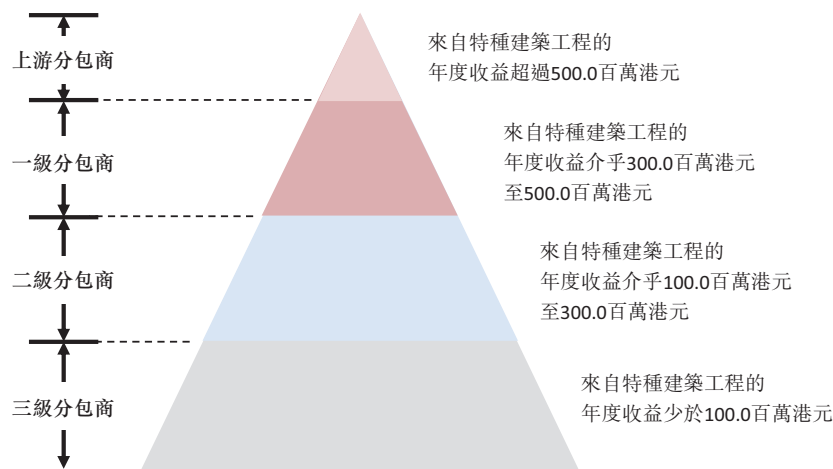 上游分包商
來自特種建築工程的
年度收益超過500.0百萬港元
一級分包商
來自特種建築工程的
年度收益介乎300.0百萬港元
至500.0百萬港元
二級分包商
來自特種建築工程的
年度收益介乎100.0百萬港元
至300.0百萬港元
三級分包商
來自特種建築工程的
年度收益少於100.0百萬港元